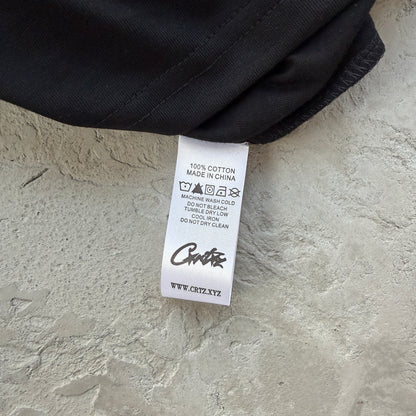 100% COTTON
MADE IN CHINA
MACHINE WASH COLD
DO NOT BLEACH
TUMBLE DRY LOW
COOL IRON
DO NOT DRY CLEAN
Crtz
WWW.CRTZ.XYZ